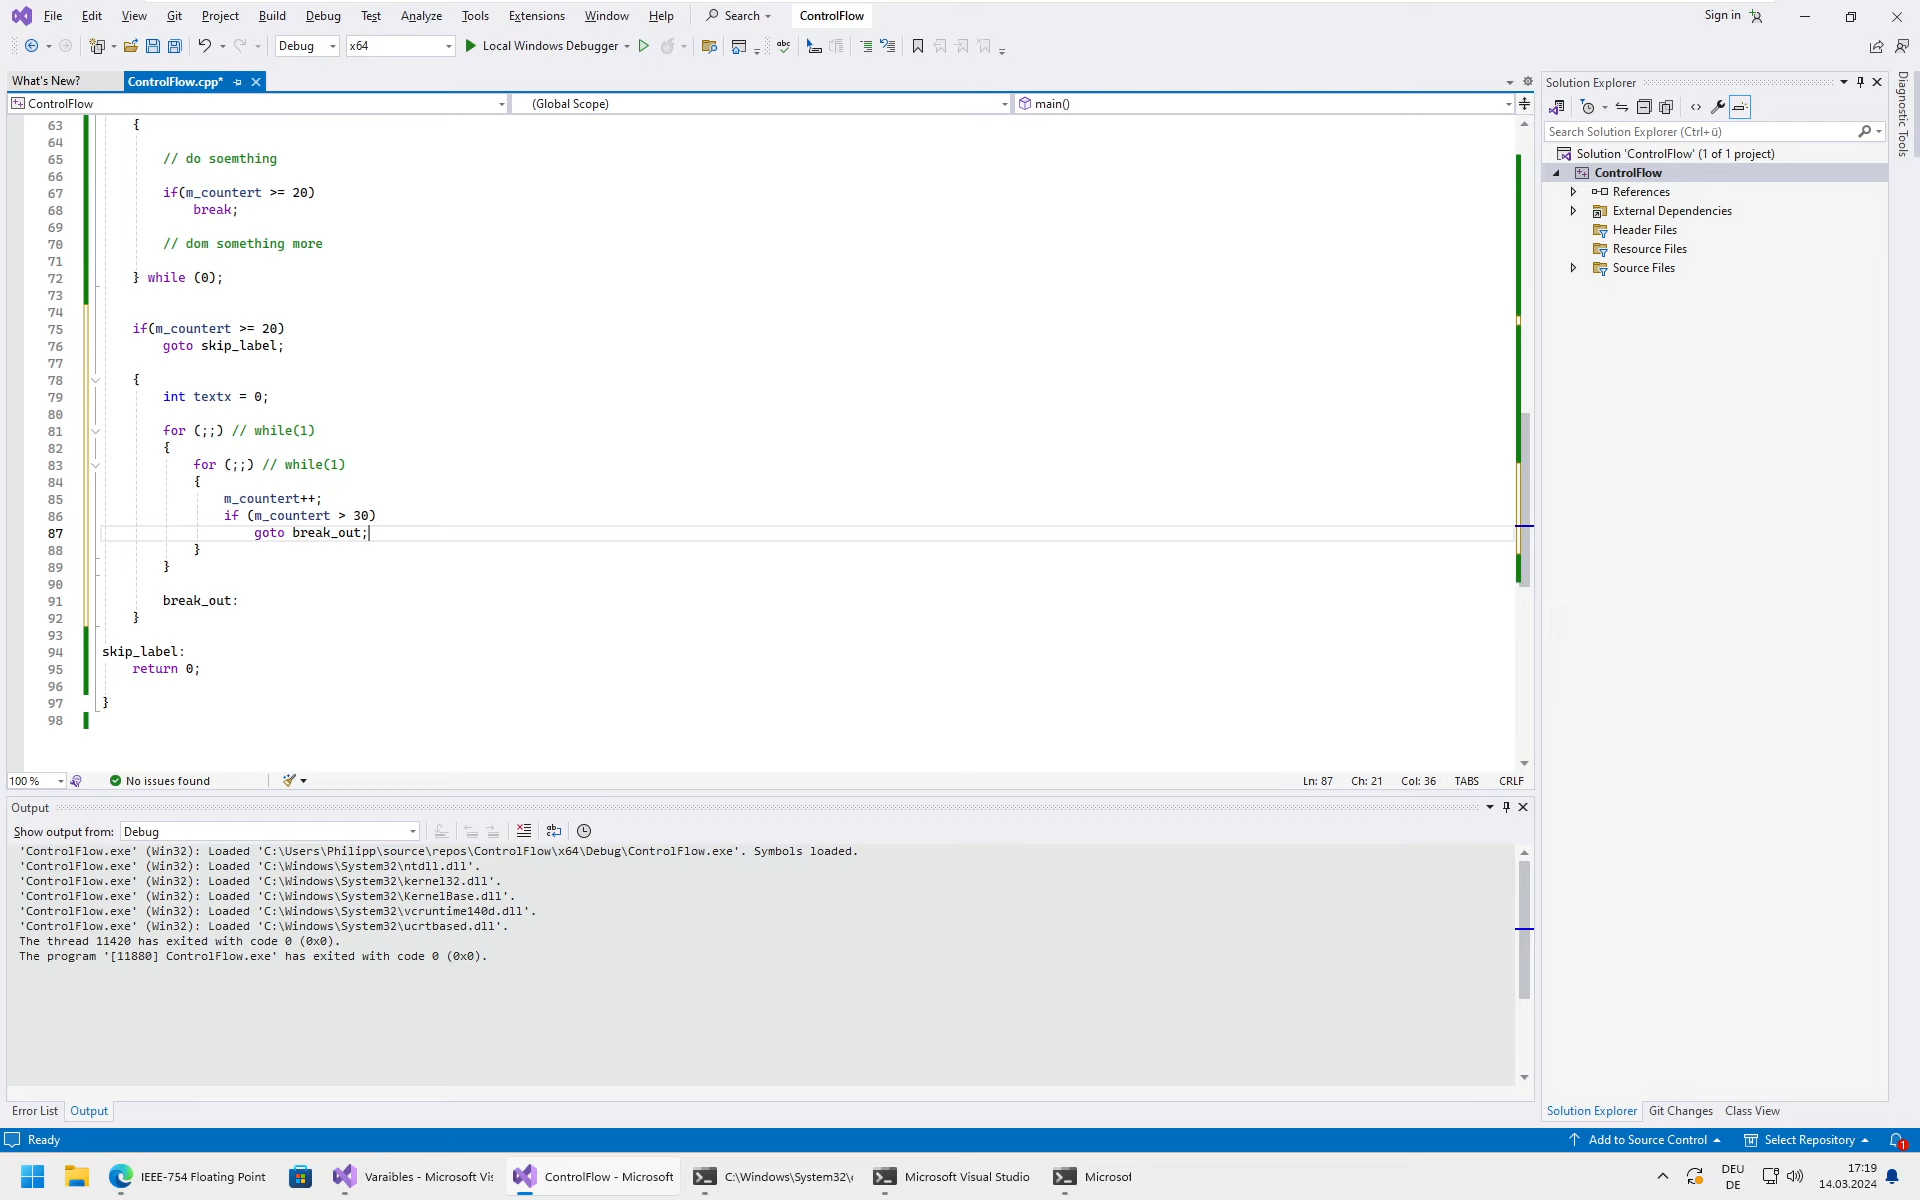 File Edit View Git Project Build Debug Test Analyze Tools Extensions Window Help Search ControlFlow Sign in
Debug x64 Local Windows Debugger
What's New? ControlFlow.cpp*
ControlFlow (Global Scope) main()
63 {
64
65 // do soemthing
66
67 if(m_countert >= 20)
68 break;
69
70 // dom something more
71
72 } while (0);
73
74
75 if(m_countert >= 20)
76 goto skip_label;
77
78 {
79 int textx = 0;
80
81 for (;;) // while(1)
82 {
83 for (;;) // while(1)
84 {
85 m_countert++;
86 if (m_countert > 30)
87 goto break_out;
88 }
89 }
90
91 break_out:
92 }
93
94 skip_label:
95 return 0;
96
97 }
98
100 % No issues found Ln: 87 Ch: 21 Col: 36 TABS CRLF
Output
Show output from: Debug
'ControlFlow.exe' (Win32): Loaded 'C:\Users\Philipp\source\repos\ControlFlow\x64\Debug\ControlFlow.exe'. Symbols loaded.
'ControlFlow.exe' (Win32): Loaded 'C:\Windows\System32\ntdll.dll'.
'ControlFlow.exe' (Win32): Loaded 'C:\Windows\System32\kernel32.dll'.
'ControlFlow.exe' (Win32): Loaded 'C:\Windows\System32\KernelBase.dll'.
'ControlFlow.exe' (Win32): Loaded 'C:\Windows\System32\vcruntime140d.dll'.
'ControlFlow.exe' (Win32): Loaded 'C:\Windows\System32\ucrtbased.dll'.
The thread 11420 has exited with code 0 (0x0).
The program '[11880] ControlFlow.exe' has exited with code 0 (0x0).
Error List Output
Solution Explorer
Search Solution Explorer (Ctrl+ü)
Solution 'ControlFlow' (1 of 1 project)
ControlFlow
References
External Dependencies
Header Files
Resource Files
Source Files
Solution Explorer Git Changes Class View
Diagnostic Tools
Ready Add to Source Control Select Repository 1
IEEE-754 Floating Point Varaibles - Microsoft Vis ControlFlow - Microsoft C:\Windows\System32\c Microsoft Visual Studio Microsof
DEU
DE
17:19
14.03.2024